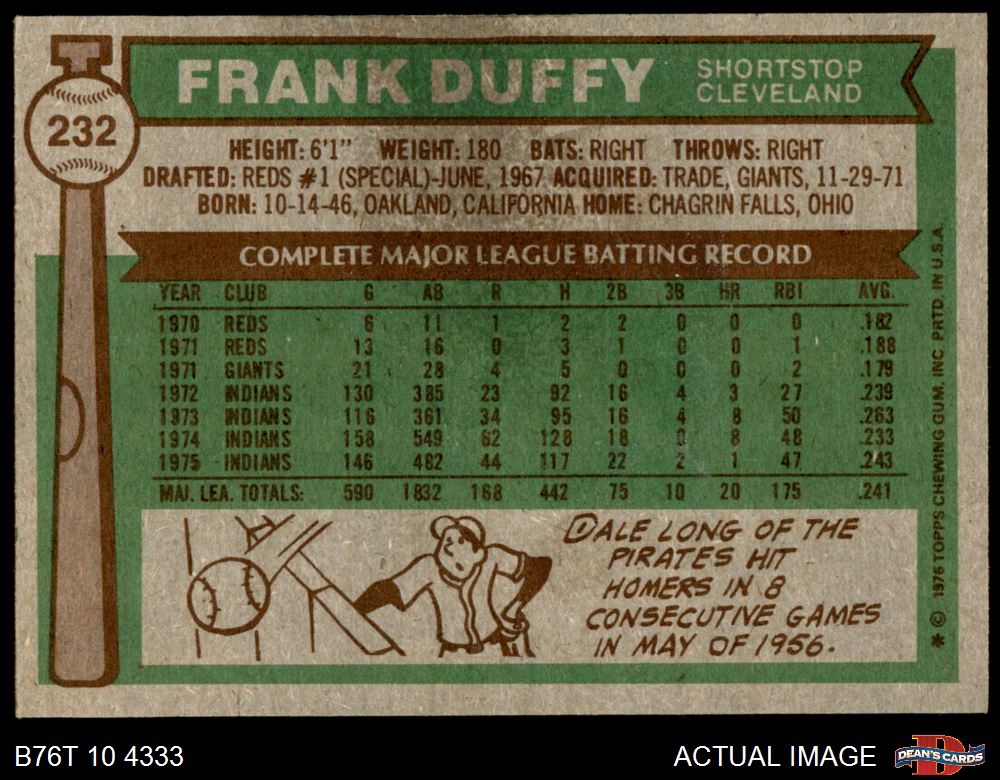 FRANK DUFFY
SHORTSTOP
CLEVELAND
232
HEIGHT: 6'1" WEIGHT: 180 BATS: RIGHT THROWS: RIGHT
DRAFTED: REDS #1 (SPECIAL)-JUNE, 1967 ACQUIRED: TRADE, GIANTS, 11-29-71
BORN: 10-14-46, OAKLAND, CALIFORNIA HOME: CHAGRIN FALLS, OHIO
COMPLETE MAJOR LEAGUE BATTING RECORD
YEAR CLUB G AB R H 2B 3B HR RBI AVG.
1970 REDS 6 11 1 2 2 0 0 0 .182
1971 REDS 13 16 0 3 1 0 0 1 .188
1971 GIANTS 21 28 4 5 0 0 0 2 .179
1972 INDIANS 130 385 23 92 16 4 3 27 .239
1973 INDIANS 116 361 34 95 16 4 8 50 .263
1974 INDIANS 158 549 62 128 18 0 8 48 .233
1975 INDIANS 146 482 44 117 22 2 1 47 .243
MAJ. LEA. TOTALS: 590 1832 168 442 75 10 20 175 .241
DALE LONG OF THE
PIRATES HIT
HOMERS IN 8
CONSECUTIVE GAMES
IN MAY OF 1956.
* © 1976 TOPPS CHEWING GUM, INC PRTD. IN U.S.A.
B76T 10 4333
ACTUAL IMAGE
D
DEAN'S CARDS